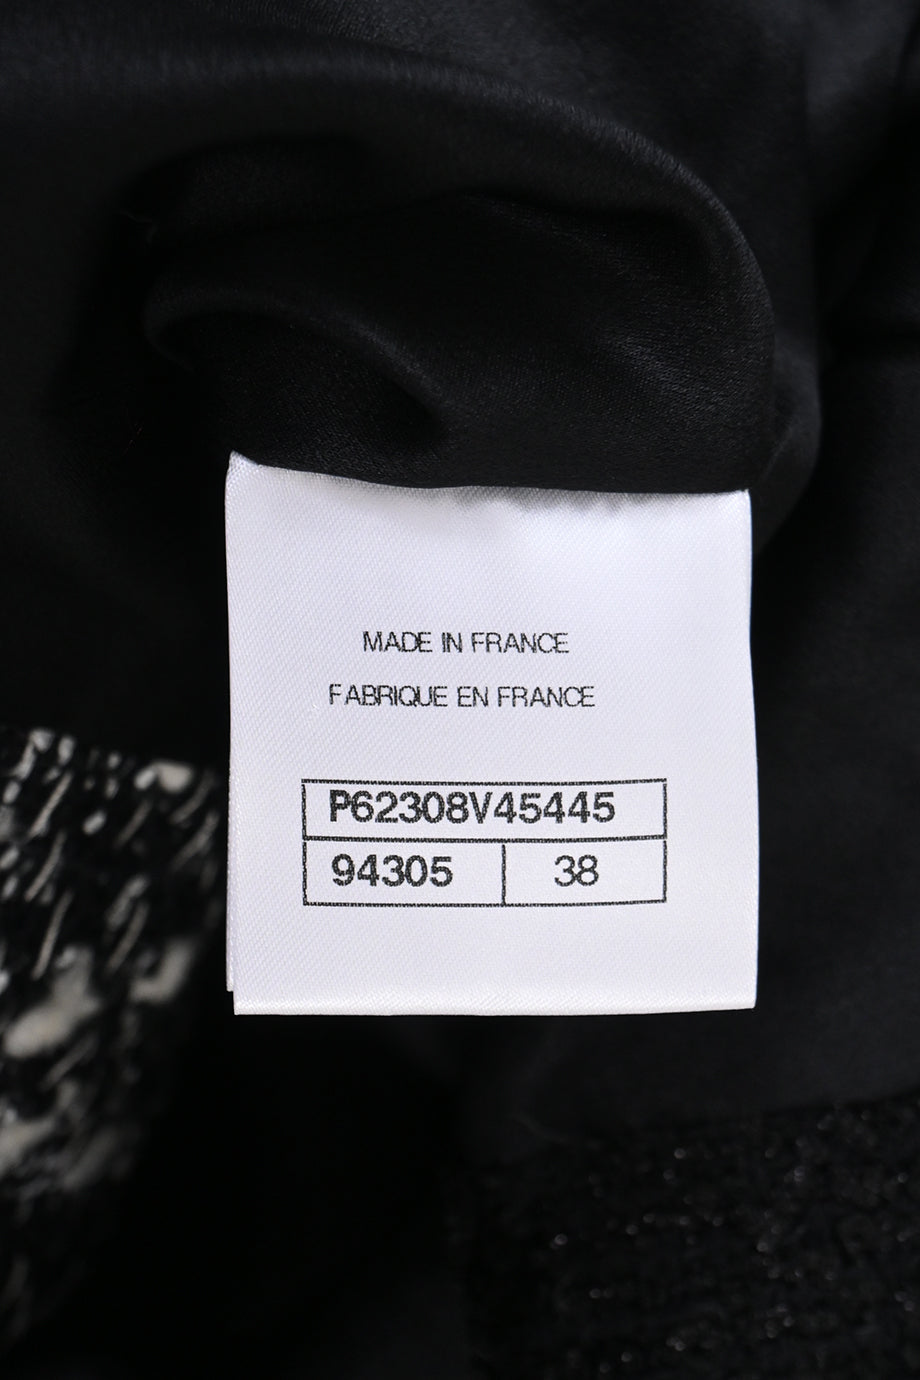 MADE IN FRANCE
FABRIQUE EN FRANCE
P62308V45445
94305 38